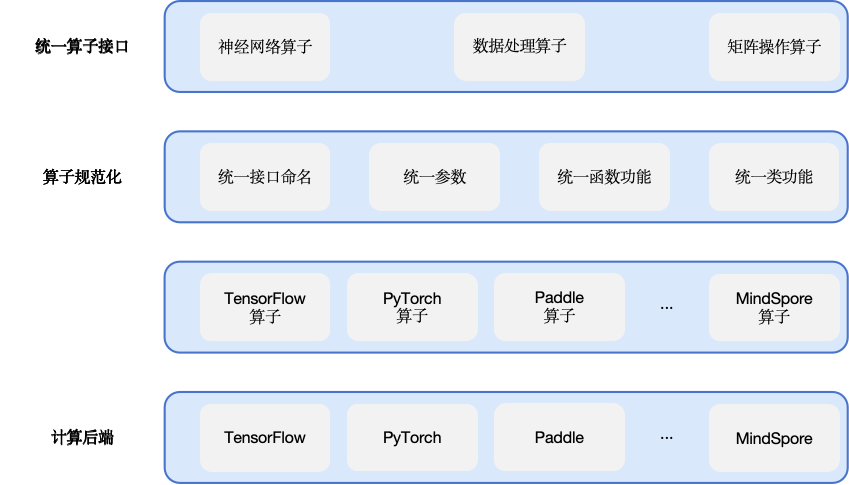 统一算子接口
神经网络算子
数据处理算子
矩阵操作算子
算子规范化
统一接口命名
统一参数
统一函数功能
统一类功能
TensorFlow
算子
PyTorch
算子
Paddle
算子
...
MindSpore
算子
计算后端
TensorFlow
PyTorch
Paddle
...
MindSpore